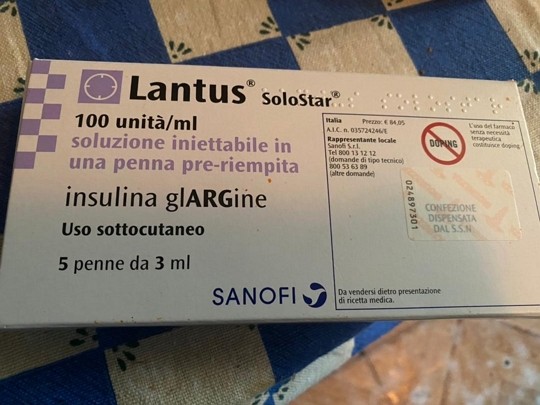 Lantus® SoloStar®
100 unità/ml
soluzione iniettabile in
una penna pre-riempita
insulina glARGine
Uso sottocutaneo
5 penne da 3 ml
SANOFI
Italia Prezzo: € 84,05
A.I.C. n. 035724246/E
Rappresentante locale
Sanofi S.r.l.
Tel 800 13 12 12
(domande di tipo tecnico)
800 53 63 89
(altre domande)
DOPING
L'uso del farmaco
senza necessità
terapeutica
costituisce doping
024897301
CONFEZIONE
DISPENSATA
DAL S.S.N
Da vendersi dietro presentazione
di ricetta medica.